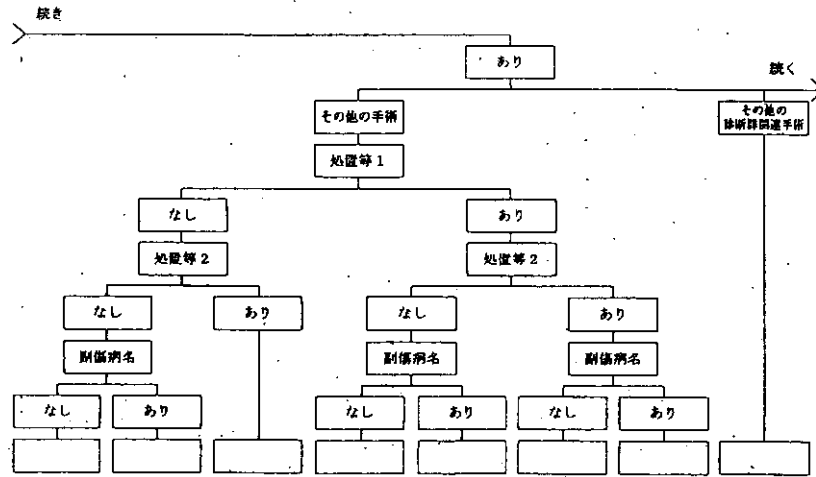 続き
あり
続く
その他の手術
その他の
診断群関連手術
処置等1
なし
あり
処置等2
処置等2
なし
あり
なし
あり
副傷病名
副傷病名
副傷病名
なし
あり
なし
あり
なし
あり